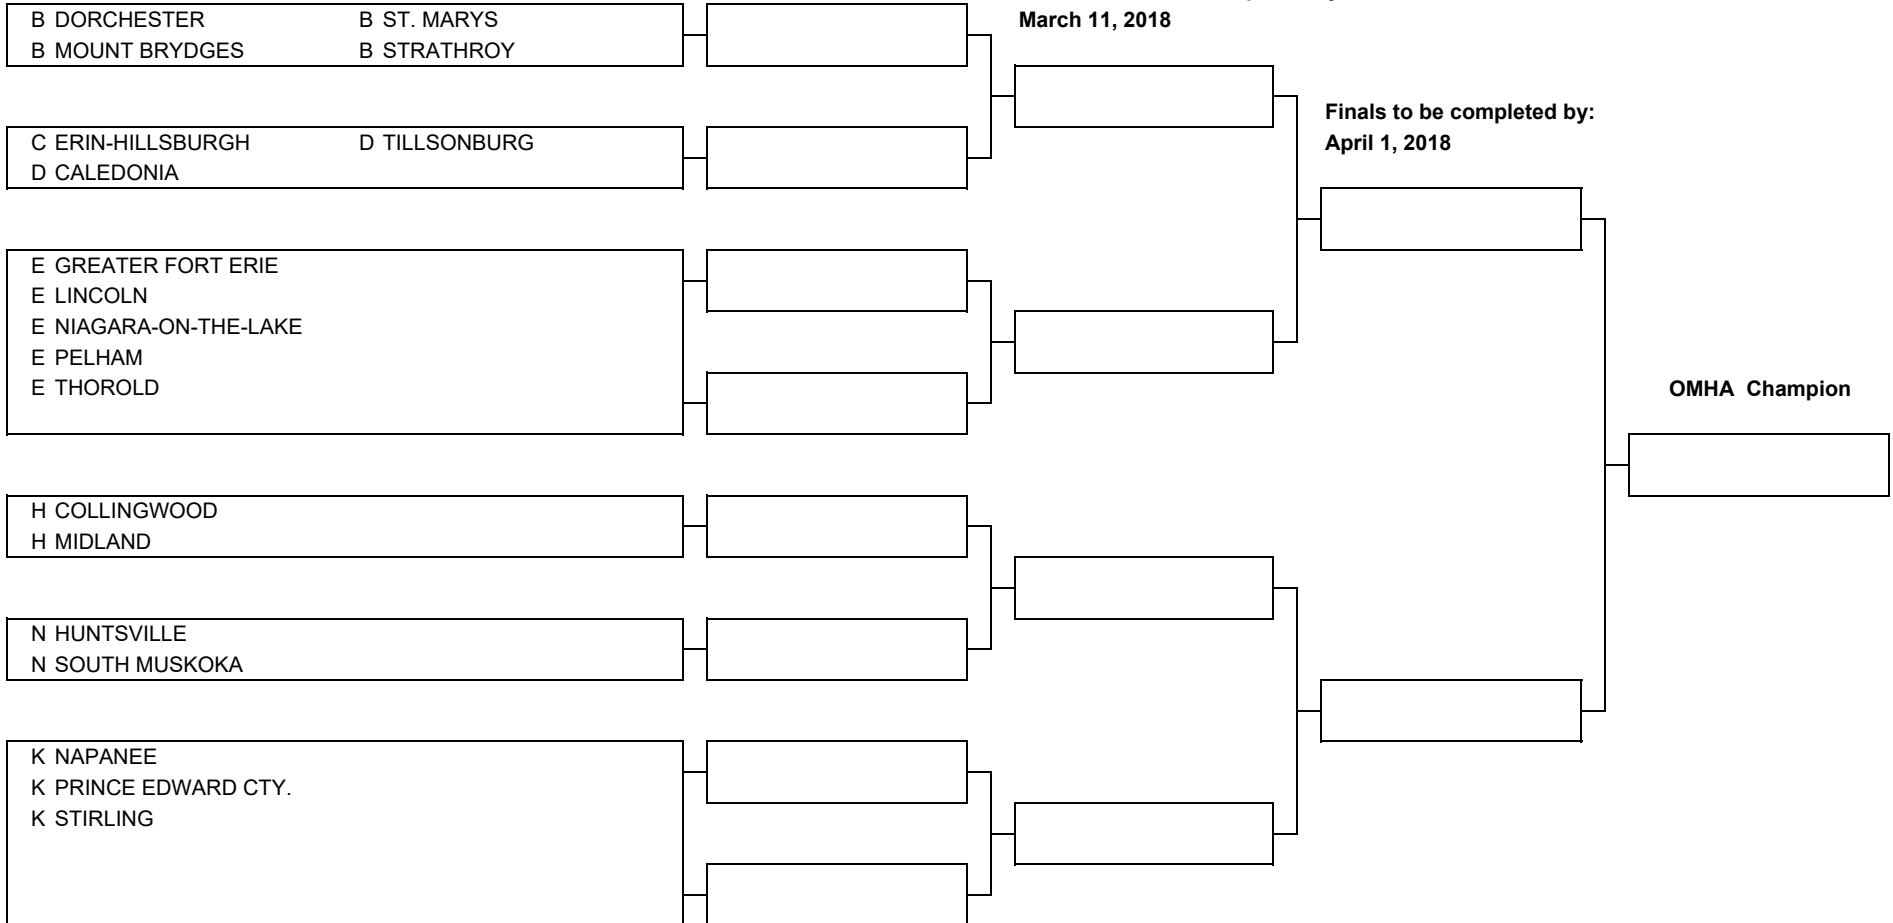 B DORCHESTER B ST. MARYS
B MOUNT BRYDGES B STRATHROY
March 11, 2018
C ERIN-HILLSBURGH D TILLSONBURG
D CALEDONIA
Finals to be completed by:
April 1, 2018
E GREATER FORT ERIE
E LINCOLN
E NIAGARA-ON-THE-LAKE
E PELHAM
E THOROLD
OMHA Champion
H COLLINGWOOD
H MIDLAND
N HUNTSVILLE
N SOUTH MUSKOKA
K NAPANEE
K PRINCE EDWARD CTY.
K STIRLING